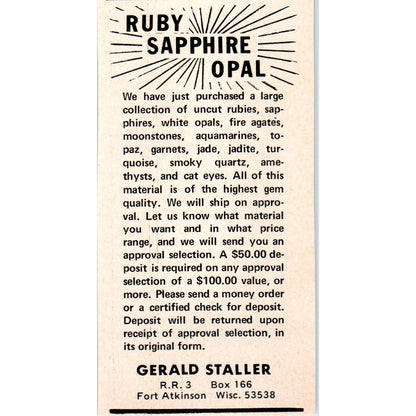 RUBY
SAPPHIRE
OPAL
We have just purchased a large
collection of uncut rubies, sap-
phires, white opals, fire agates,
moonstones, aquamarines, to-
paz, garnets, jade, jadite, tur-
quoise, smoky quartz, ame-
thysts, and cat eyes. All of this
material is of the highest gem
quality. We will ship on appro-
val. Let us know what material
you want and in what price
range, and we will send you an
approval selection. A $50.00 de-
posit is required on any approval
selection of a $100.00 value, or
more. Please send a money order
or a certified check for deposit.
Deposit will be returned upon
receipt of approval selection, in
its original form.
GERALD STALLER
R.R. 3 Box 166
Fort Atkinson Wisc. 53538